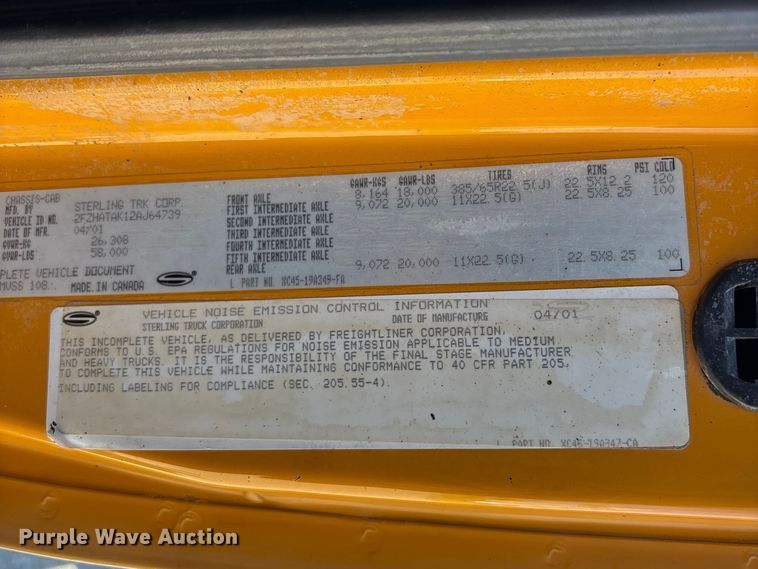 CHASSIS-CAB
MFD. BY STERLING TRK CORP.
VEHICLE ID NO. 2FZHATAK12AJ64739
DATE OF MFR. 04/01
GVWR-KG 26,308
GVWR-LBS 58,000
PLETE VEHICLE DOCUMENT
MVSS 108. MADE IN CANADA
GAWR-KGS GAWR-LBS TIRES RIMS PSI COLD
FRONT AXLE 8,164 18,000 385/65R22.5(J) 22.5X12.2 120
FIRST INTERMEDIATE AXLE 9,072 20,000 11X22.5(G) 22.5X8.25 100
SECOND INTERMEDIATE AXLE
THIRD INTERMEDIATE AXLE
FOURTH INTERMEDIATE AXLE
FIFTH INTERMEDIATE AXLE
REAR AXLE 9,072 20,000 11X22.5(G) 22.5X8.25 100
L PART NO. XC45-19A349-FA
VEHICLE NOISE EMISSION CONTROL INFORMATION
STERLING TRUCK CORPORATION DATE OF MANUFACTURE 04/01
THIS INCOMPLETE VEHICLE, AS DELIVERED BY FREIGHTLINER CORPORATION,
CONFORMS TO U.S. EPA REGULATIONS FOR NOISE EMISSION APPLICABLE TO MEDIUM
AND HEAVY TRUCKS. IT IS THE RESPONSIBILITY OF THE FINAL STAGE MANUFACTURER
TO COMPLETE THIS VEHICLE WHILE MAINTAINING CONFORMANCE TO 40 CFR PART 205,
INCLUDING LABELING FOR COMPLIANCE (SEC. 205.55-4).
L PART NO. XC45-19A347-CA
Purple Wave Auction